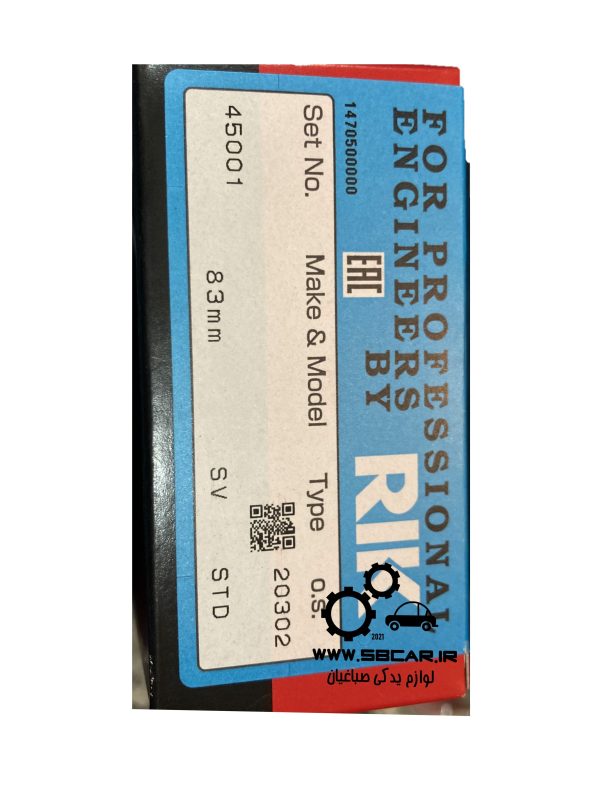 FOR PROFESSIONAL
ENGINEERS BY
RIK
EAC
1470500000
Set No. Make & Model Type o.s.
20302
45001
83mm SV STD
2021
WWW.SBCAR.IR
لوازم یدکی صباغیان